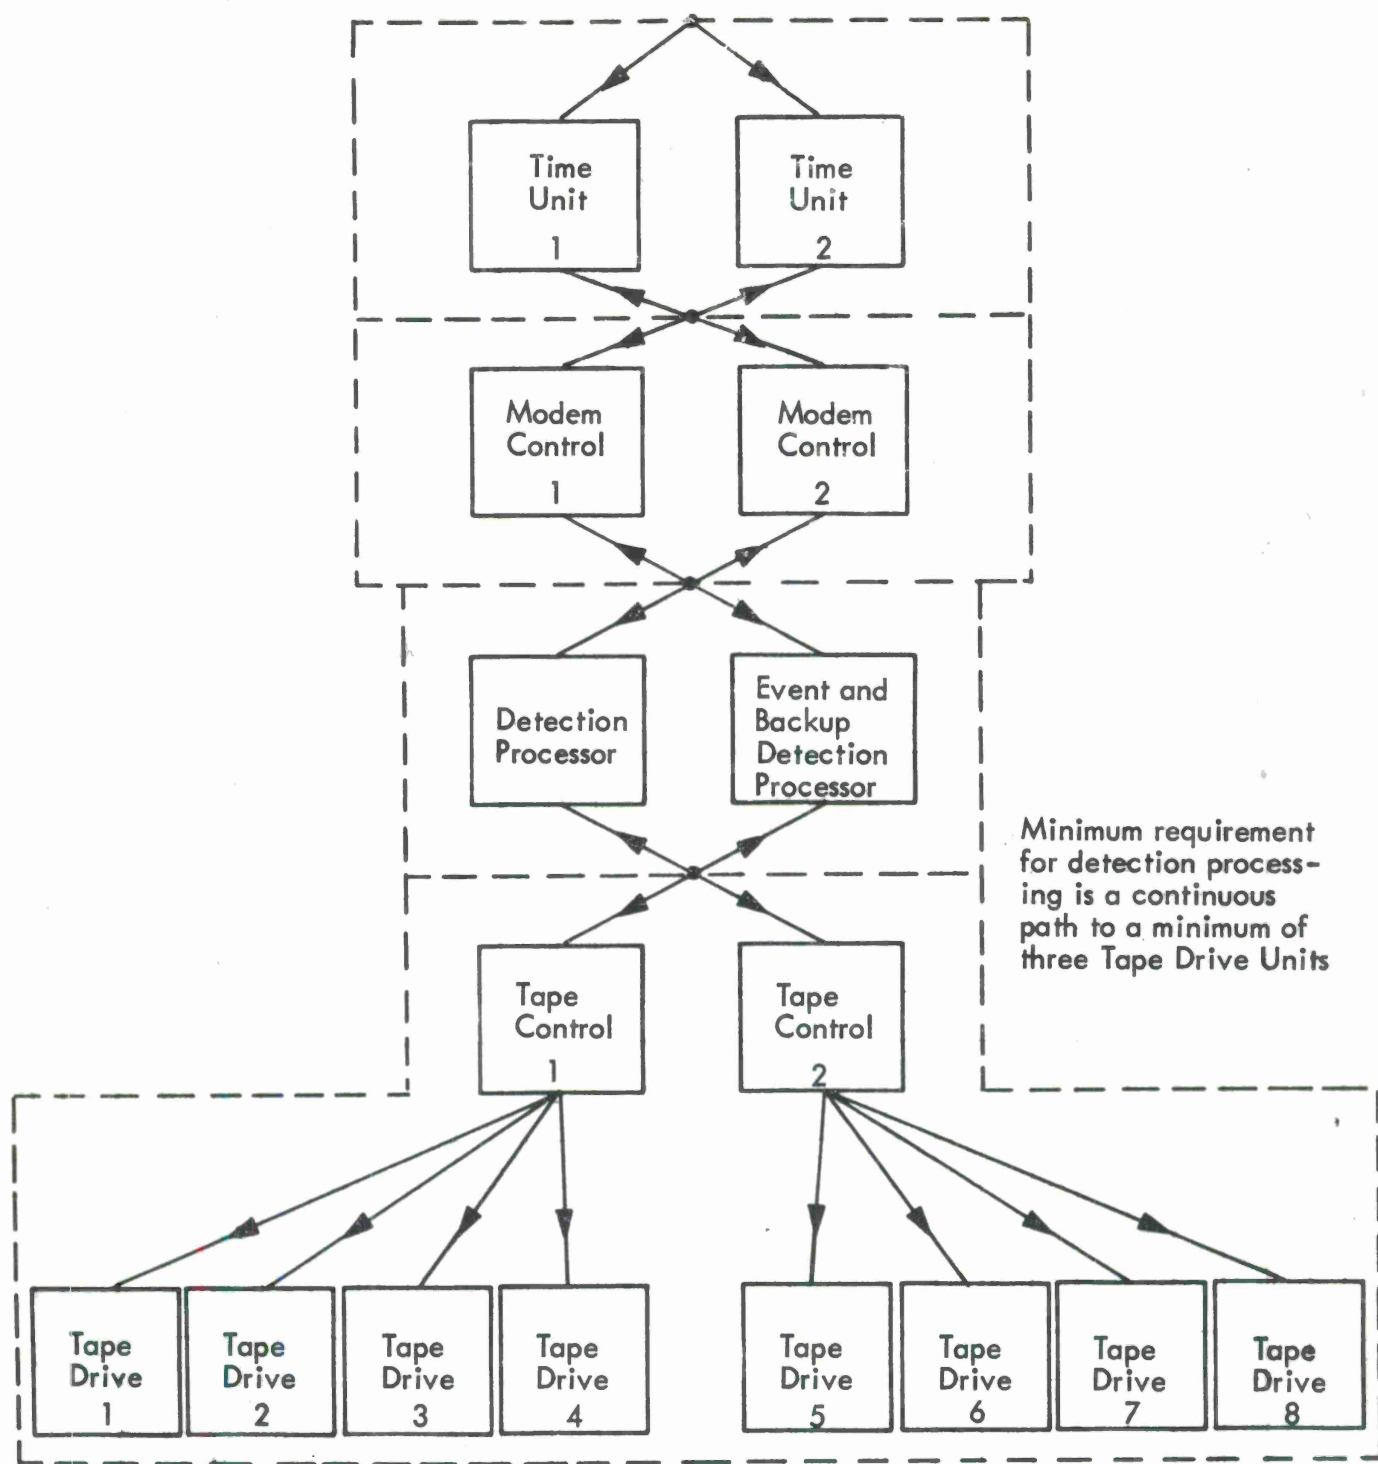 Time
Unit
1
Time
Unit
2
Modem
Control
1
Modem
Control
2
Detection
Processor
Event and
Backup
Detection
Processor
Minimum requirement
for detection process-
ing is a continuous
path to a minimum of
three Tape Drive Units
Tape
Control
1
Tape
Control
2
Tape
Drive
1
Tape
Drive
2
Tape
Drive
3
Tape
Drive
4
Tape
Drive
5
Tape
Drive
6
Tape
Drive
7
Tape
Drive
8